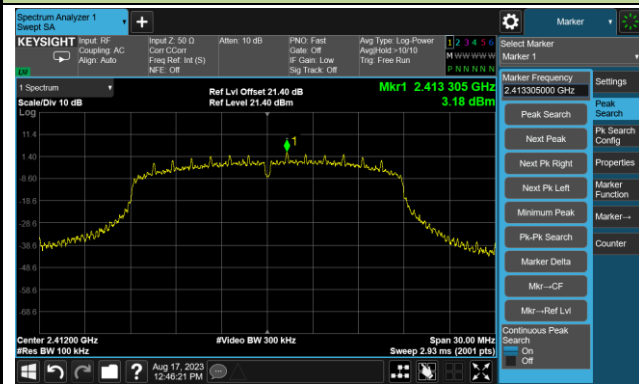 Spectrum Analyzer 1
Swept SA
Marker
KEYSIGHT
Input: RF
Coupling: AC
Align: Auto
Input Z: 50 Ω
Corr CCorr
Freq Ref: Int (S)
NFE: Off
Atten: 10 dB
PNO: Fast
Gate: Off
IF Gain: Low
Sig Track: Off
Avg Type: Log-Power
Avg|Hold:>10/10
Trig: Free Run
1 2 3 4 5 6
M W W W W W
P N N N N N
LXI
Select Marker
Marker 1
1 Spectrum
Scale/Div 10 dB
Log
Ref Lvl Offset 21.40 dB
Ref Level 21.40 dBm
Mkr1 2.413 305 GHz
3.18 dBm
11.4
1.40
-8.60
-18.6
-28.6
-38.6
-48.6
-58.6
-68.6
1
Center 2.41200 GHz
#Res BW 100 kHz
#Video BW 300 kHz
Span 30.00 MHz
Sweep 2.93 ms (2001 pts)
Marker Frequency
2.413305000 GHz
Peak Search
Next Peak
Next Pk Right
Next Pk Left
Minimum Peak
Pk-Pk Search
Marker Delta
Mkr→CF
Mkr→Ref Lvl
Continuous Peak
Search
On
Off
Settings
Peak
Search
Pk Search
Config
Properties
Marker
Function
Marker→
Counter
?
Aug 17, 2023
12:46:21 PM